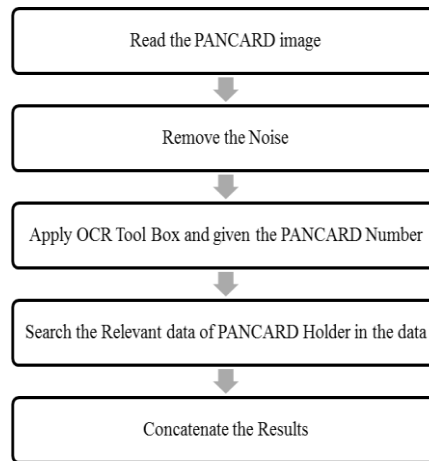 Read the PANCARD image
Remove the Noise
Apply OCR Tool Box and given the PANCARD Number
Search the Relevant data of PANCARD Holder in the data
Concatenate the Results